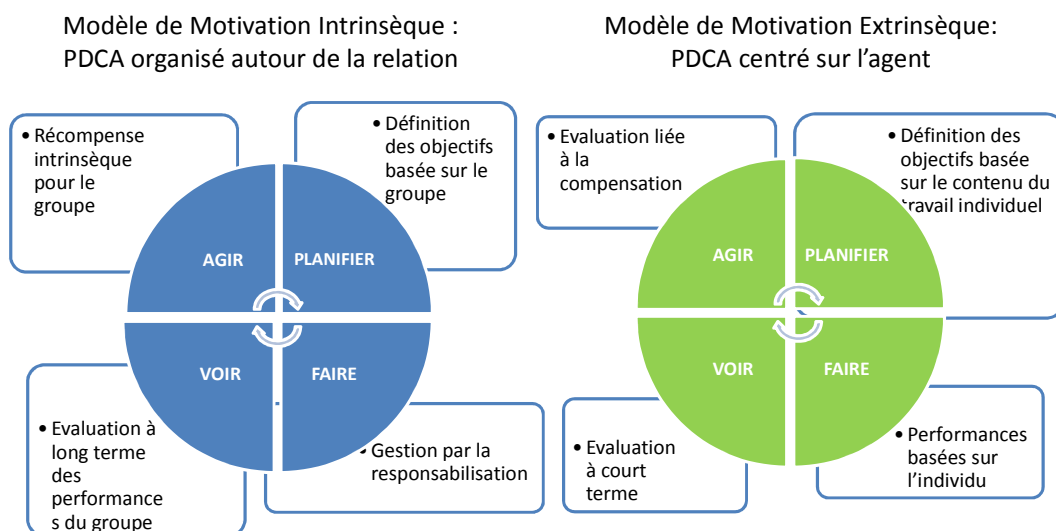 Modèle de Motivation Intrinsèque :
PDCA organisé autour de la relation
• Récompense
intrinsèque
pour le
groupe
• Définition
des objectifs
basée sur le
groupe
AGIR
PLANIFIER
VOIR
FAIRE
• Evaluation à
long terme
des
performance
s du groupe
• Gestion par la
responsabilisation
Modèle de Motivation Extrinsèque:
PDCA centré sur l’agent
• Evaluation liée
à la
compensation
• Définition des
objectifs basée
sur le contenu du
travail individuel
AGIR
PLANIFIER
VOIR
FAIRE
• Evaluation
à court
terme
• Performances
basées sur
l’individu